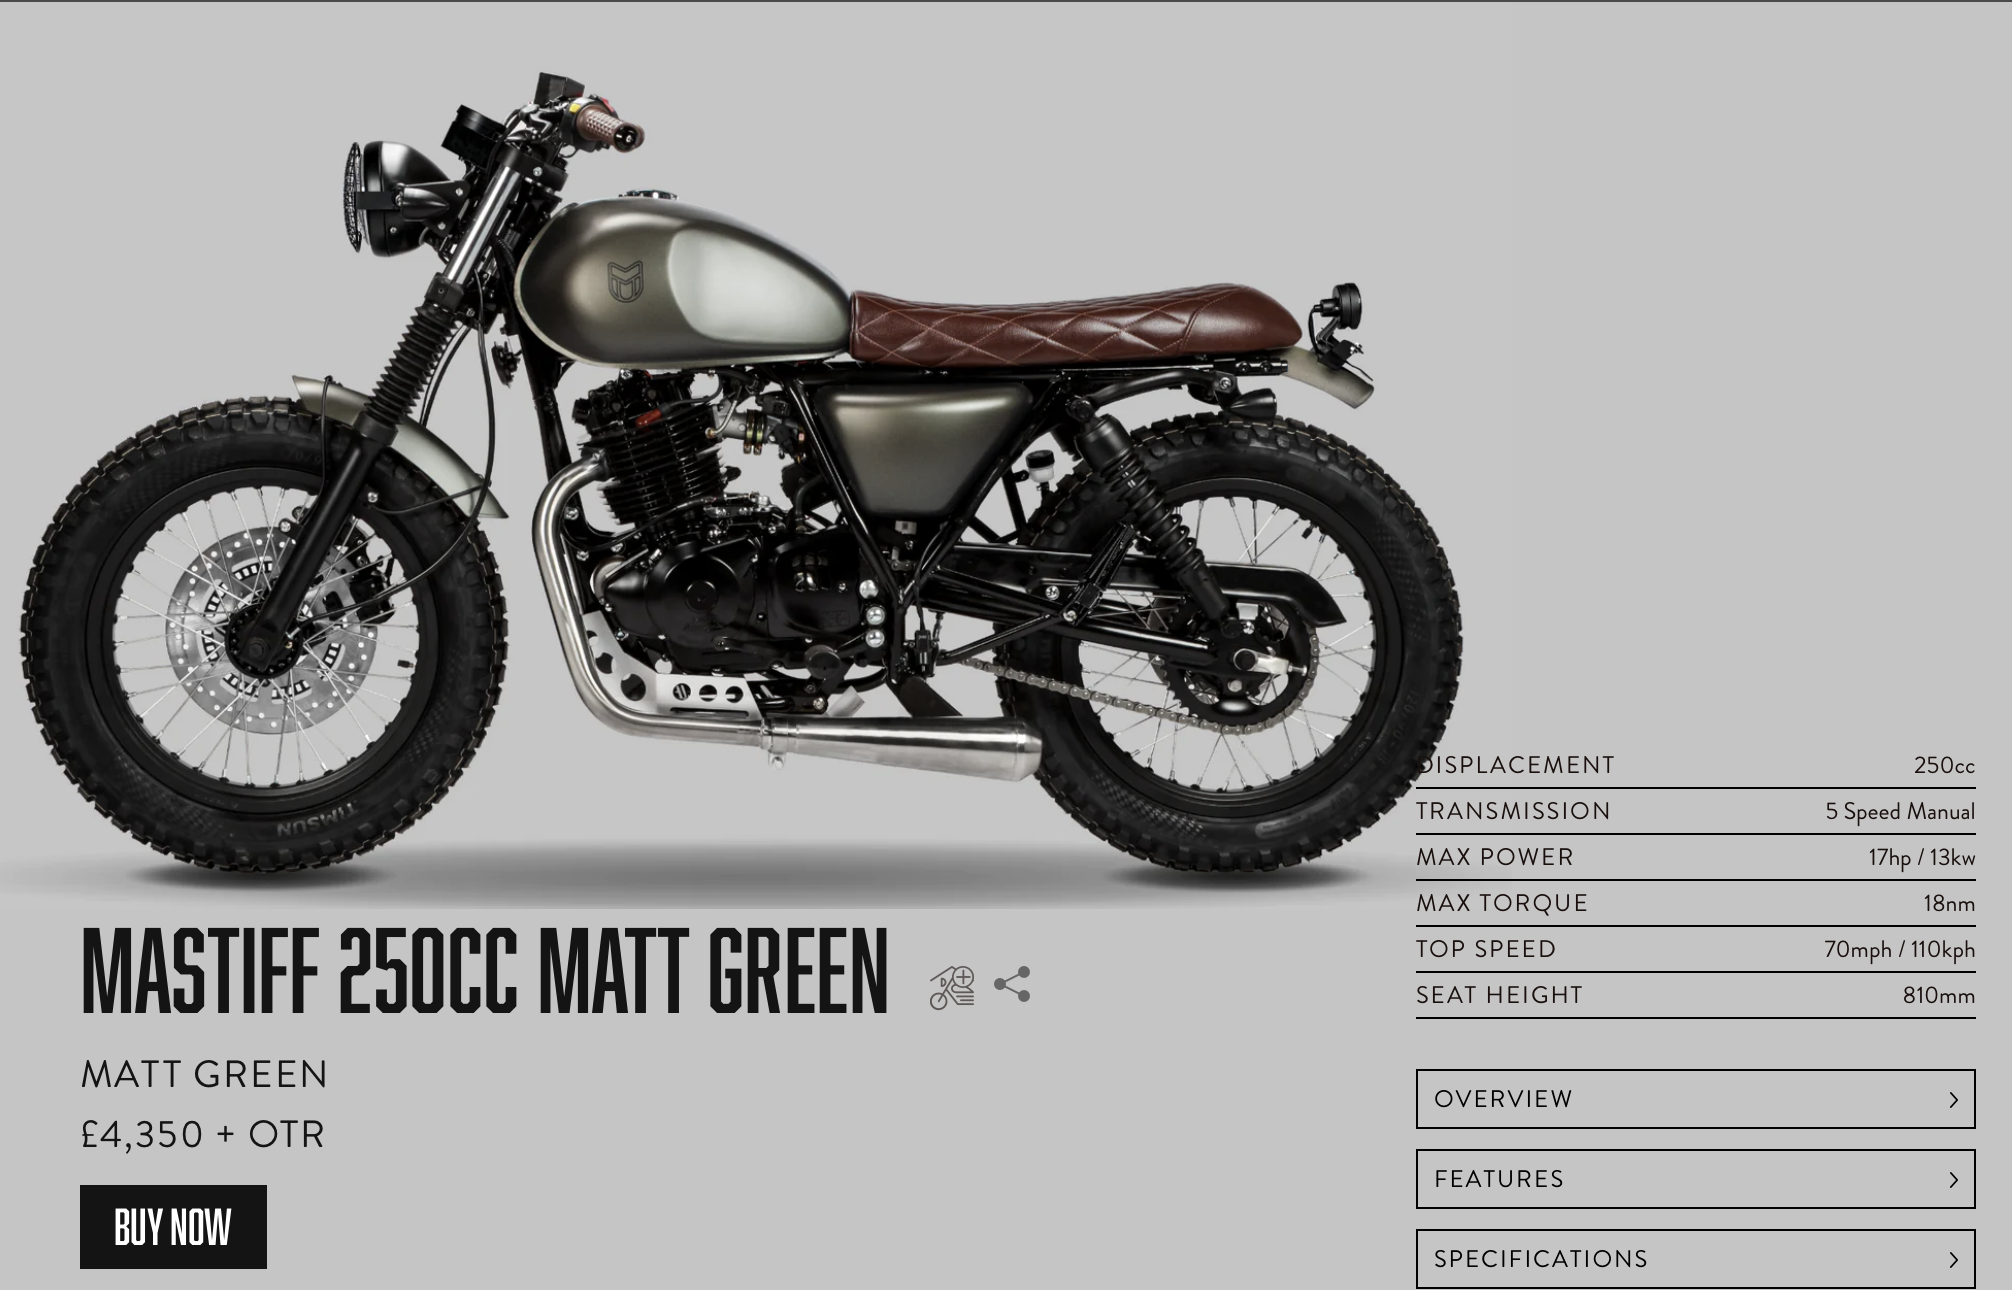 TIMSUN
MASTIFF 250CC MATT GREEN
MATT GREEN
£4,350 + OTR
BUY NOW
DISPLACEMENT 250cc
TRANSMISSION 5 Speed Manual
MAX POWER 17hp / 13kw
MAX TORQUE 18nm
TOP SPEED 70mph / 110kph
SEAT HEIGHT 810mm
OVERVIEW
FEATURES
SPECIFICATIONS